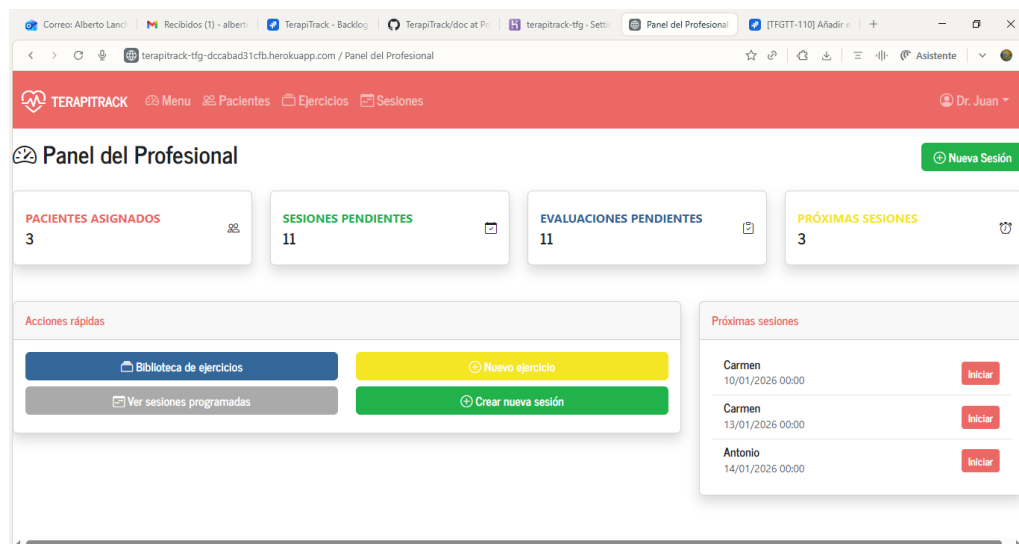 Correo: Alberto Lanch
Recibidos (1) - albert
TerapiTrack - Backlog
TerapiTrack/doc at P
terapitrack-tfg - Setti
Panel del Profesional
[TFGTT-110] Añadir e
terapitrack-tfg-dccabad31cfb.herokuapp.com / Panel del Profesional
Asistente
TERAPITRACK Menu Pacientes Ejercicios Sesiones Dr. Juan
Panel del Profesional
Nueva Sesión
PACIENTES ASIGNADOS
3
SESIONES PENDIENTES
11
EVALUACIONES PENDIENTES
11
PRÓXIMAS SESIONES
3
Acciones rápidas
Biblioteca de ejercicios
Nuevo ejercicio
Ver sesiones programadas
Crear nueva sesión
Próximas sesiones
Carmen
10/01/2026 00:00
Iniciar
Carmen
13/01/2026 00:00
Iniciar
Antonio
14/01/2026 00:00
Iniciar